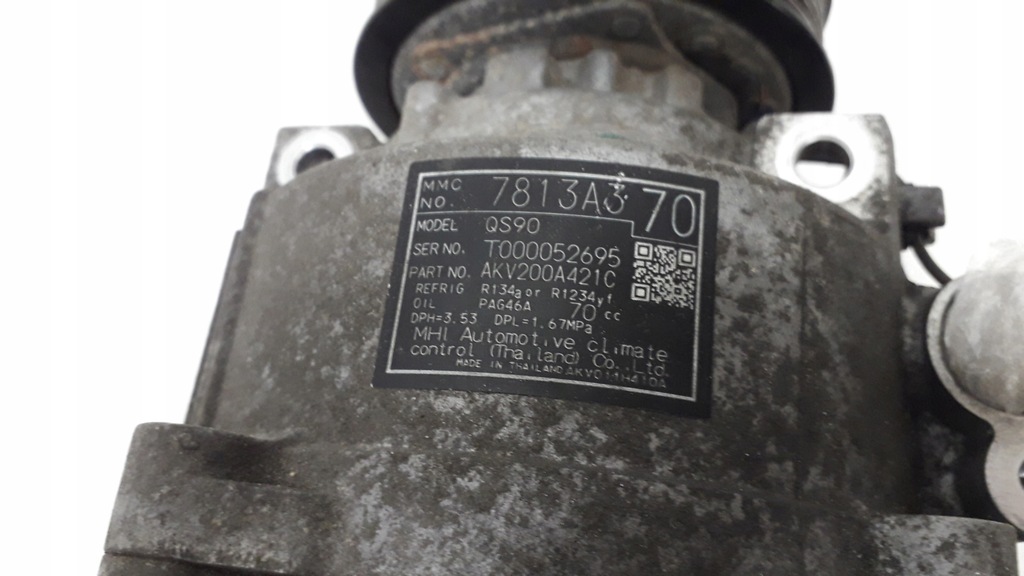 MMC NO. 7813A370
MODEL QS90
SER NO. T000052695
PART NO. AKV200A421C
REFRIG R134a or R1234yf
OIL PAG46A 70 cc
DPH=3.53 DPL=1.67MPa
MHI Automotive climate
control (Thailand) Co., Ltd.
MADE IN THAILAND